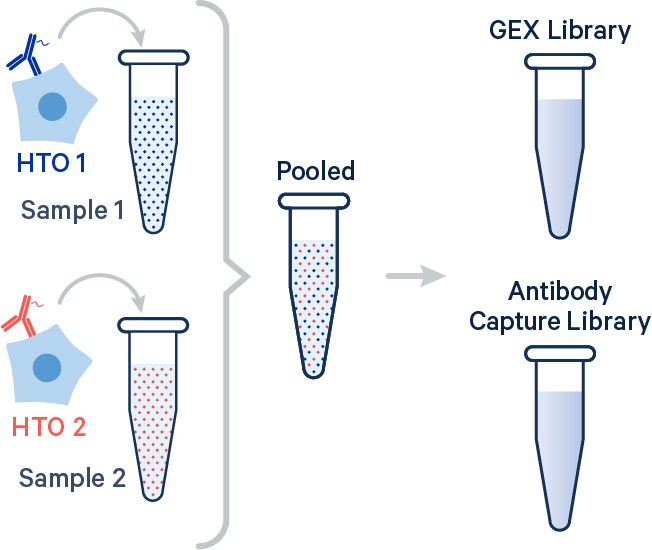 HTO 1
Sample 1
HTO 2
Sample 2
Pooled
GEX Library
Antibody
Capture Library